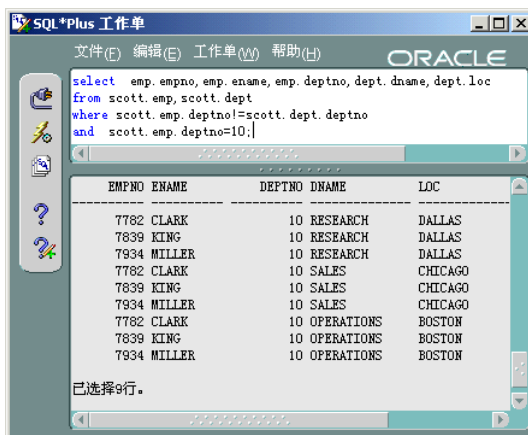 SQL*Plus 工作单
文件(F) 编辑(E) 工作单(W) 帮助(H)
ORACLE
select emp.empno,emp.ename,emp.deptno,dept.dname,dept.loc
from scott.emp,scott.dept
where scott.emp.deptno!=scott.dept.deptno
and scott.emp.deptno=10;
EMPNO ENAME DEPTNO DNAME LOC
---------- ---------- ---------- -------------- -------------
7782 CLARK 10 RESEARCH DALLAS
7839 KING 10 RESEARCH DALLAS
7934 MILLER 10 RESEARCH DALLAS
7782 CLARK 10 SALES CHICAGO
7839 KING 10 SALES CHICAGO
7934 MILLER 10 SALES CHICAGO
7782 CLARK 10 OPERATIONS BOSTON
7839 KING 10 OPERATIONS BOSTON
7934 MILLER 10 OPERATIONS BOSTON
已选择9行。